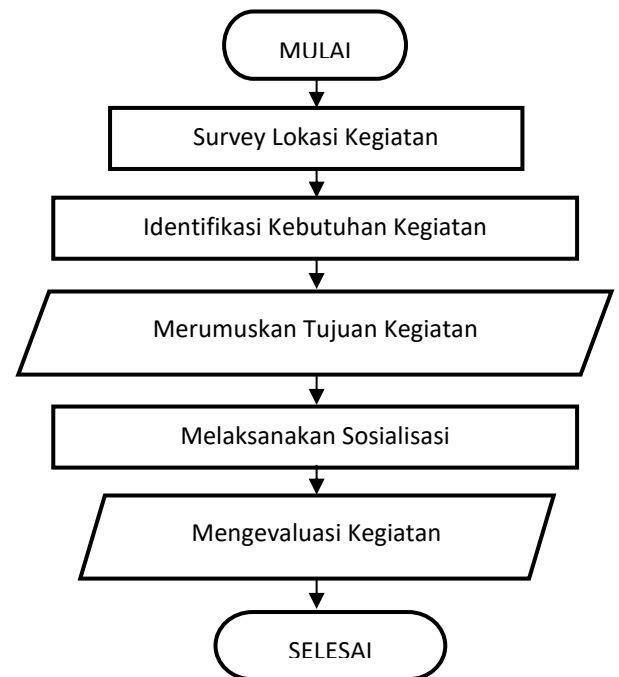 MULAI
Survey Lokasi Kegiatan
Identifikasi Kebutuhan Kegiatan
Merumuskan Tujuan Kegiatan
Melaksanakan Sosialisasi
Mengevaluasi Kegiatan
SELESAI